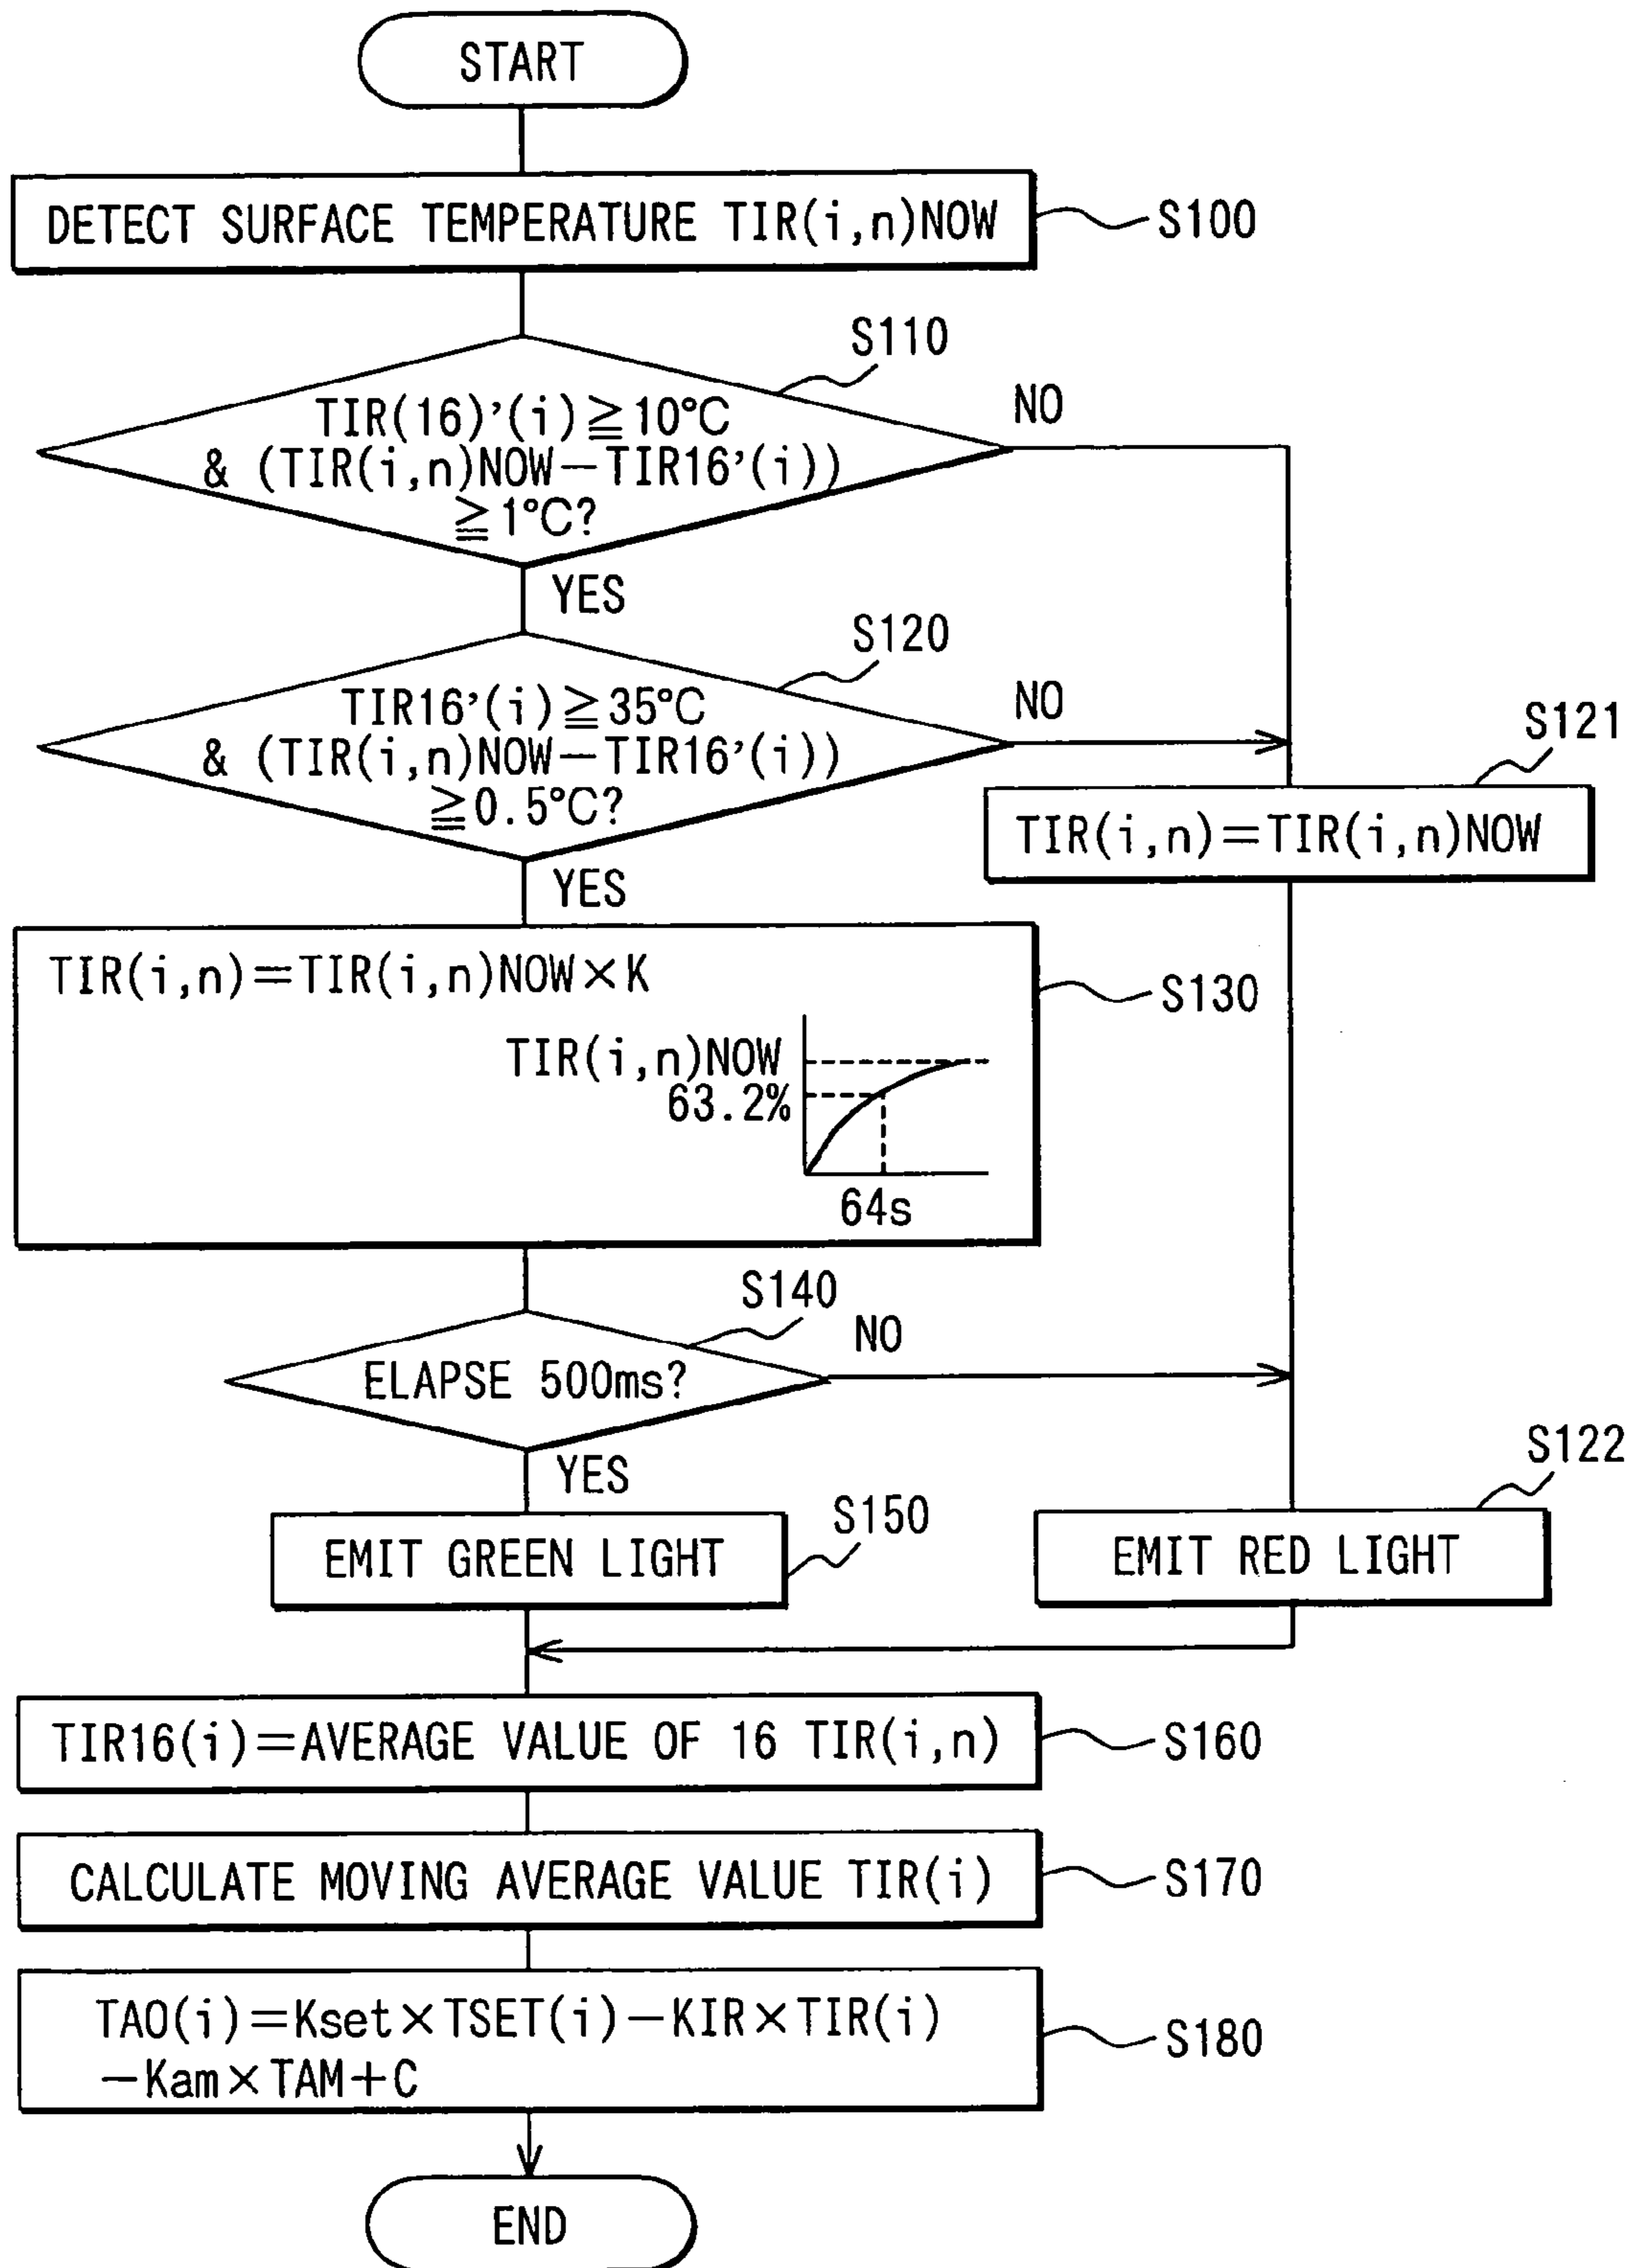 START
DETECT SURFACE TEMPERATURE TIR(i,n)NOW
S100
S110
TIR(16)'(i)≧10°C
& (TIR(i,n)NOW−TIR16'(i))
≧1°C?
NO
YES
S120
TIR16'(i)≧35°C
& (TIR(i,n)NOW−TIR16'(i))
≧0.5°C?
NO
YES
S121
TIR(i,n)=TIR(i,n)NOW
TIR(i,n)=TIR(i,n)NOW×K
S130
TIR(i,n)NOW
63.2%
64s
S140
ELAPSE 500ms?
NO
YES
S150
EMIT GREEN LIGHT
S122
EMIT RED LIGHT
TIR16(i)=AVERAGE VALUE OF 16 TIR(i,n)
S160
CALCULATE MOVING AVERAGE VALUE TIR(i)
S170
TAO(i)=Kset×TSET(i)−KIR×TIR(i)
−Kam×TAM+C
S180
END